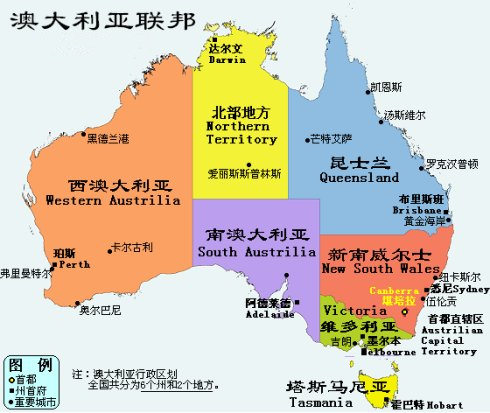 澳大利亚联邦
达尔文
Darwin
北部地方
Northern
Territory
凯恩斯
汤斯维尔
芒特艾萨
黑德兰港
昆士兰
Queensland
罗克汉普顿
爱丽斯斯普林斯
西澳大利亚
Western Austrilia
布里斯班
Brisbane
黄金海岸
南澳大利亚
South Austrilia
卡尔古利
珀斯
Perth
弗里曼特尔
新南威尔士
New South Wales
纽卡斯尔
Canberra
堪培拉
悉尼Sydney
伍伦贡
奥尔巴尼
阿德莱德
Adelaide
Victoria
维多利亚
首都直辖区
Austrilian
Capital
Territory
吉朗
墨尔本
Melbourne
图 例
首都
州首府
重要城市
注：澳大利亚行政区划
全国共分为6个州和2个地方。
塔斯.马尼亚
Tasmania
霍巴特Hobart